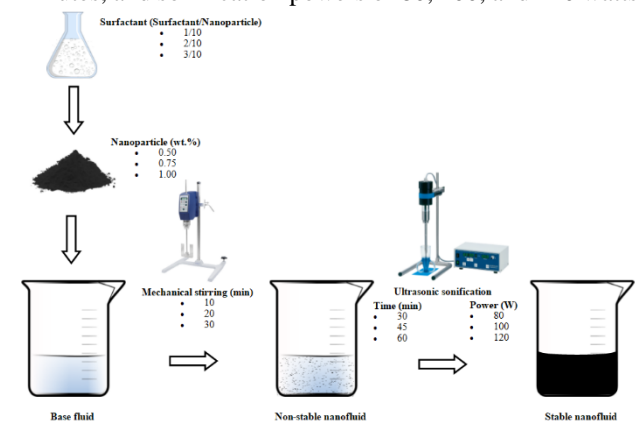 Surfactant (Surfactant/Nanoparticle)
• 1/10
• 2/10
• 3/10
Nanoparticle (wt.%)
• 0.50
• 0.75
• 1.00
Mechanical stirring (min)
• 10
• 20
• 30
Ultrasonic sonification
Time (min)
• 30
• 45
• 60
Power (W)
• 80
• 100
• 120
Base fluid
Non-stable nanofluid
Stable nanofluid